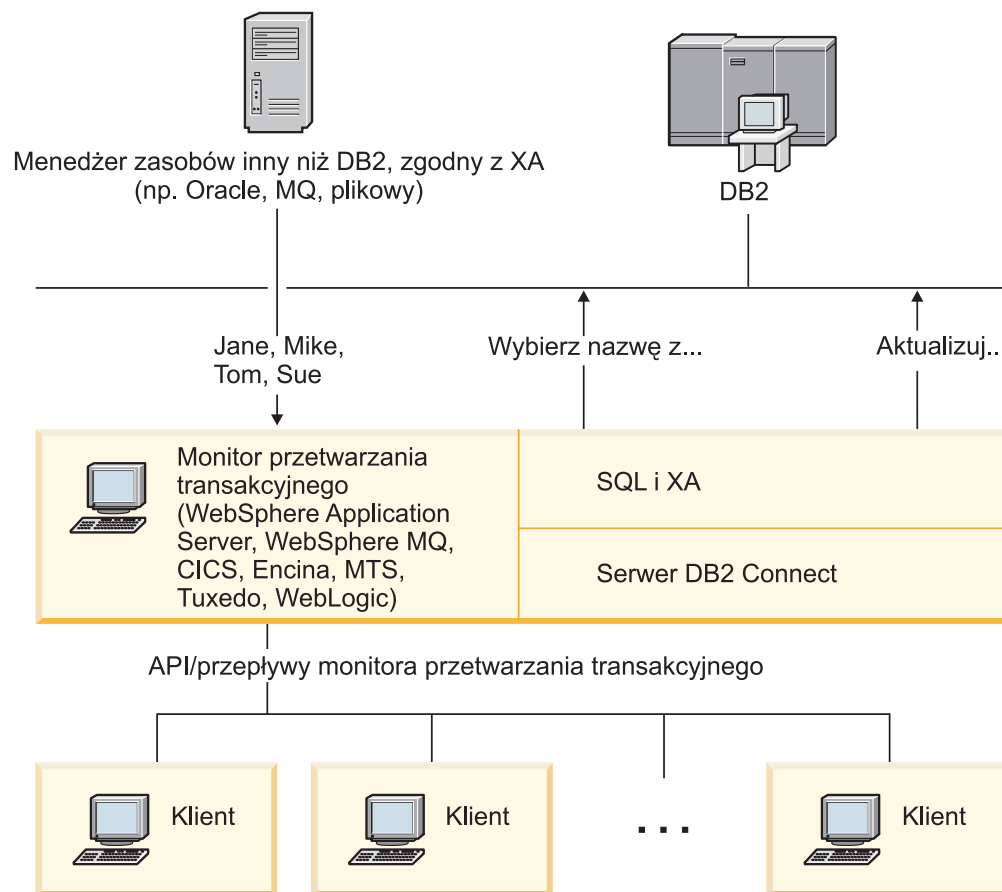 Menedżer zasobów inny niż DB2, zgodny z XA
(np. Oracle, MQ, plikowy)
DB2
Jane, Mike,
Tom, Sue
Wybierz nazwę z...
Aktualizuj..
Monitor przetwarzania
transakcyjnego
(WebSphere Application
Server, WebSphere MQ,
CICS, Encina, MTS,
Tuxedo, WebLogic)
SQL i XA
Serwer DB2 Connect
API/przepływy monitora przetwarzania transakcyjnego
Klient
Klient
...
Klient